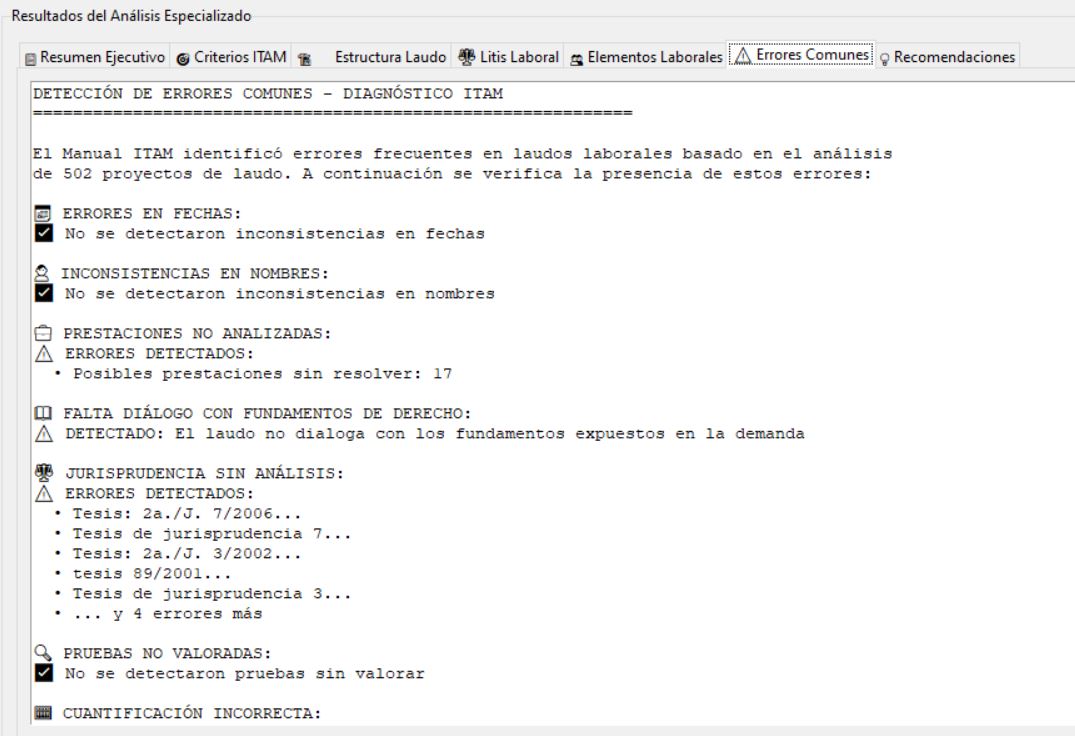 Resultados del Análisis Especializado
Resumen Ejecutivo Criterios ITAM Estructura Laudo Litis Laboral Elementos Laborales Errores Comunes Recomendaciones
DETECCIÓN DE ERRORES COMUNES - DIAGNÓSTICO ITAM
============================================================
El Manual ITAM identificó errores frecuentes en laudos laborales basado en el análisis
de 502 proyectos de laudo. A continuación se verifica la presencia de estos errores:
ERRORES EN FECHAS:
No se detectaron inconsistencias en fechas
INCONSISTENCIAS EN NOMBRES:
No se detectaron inconsistencias en nombres
PRESTACIONES NO ANALIZADAS:
ERRORES DETECTADOS:
• Posibles prestaciones sin resolver: 17
FALTA DIÁLOGO CON FUNDAMENTOS DE DERECHO:
DETECTADO: El laudo no dialoga con los fundamentos expuestos en la demanda
JURISPRUDENCIA SIN ANÁLISIS:
ERRORES DETECTADOS:
• Tesis: 2a./J. 7/2006...
• Tesis de jurisprudencia 7...
• Tesis: 2a./J. 3/2002...
• tesis 89/2001...
• Tesis de jurisprudencia 3...
• ... y 4 errores más
PRUEBAS NO VALORADAS:
No se detectaron pruebas sin valorar
CUANTIFICACIÓN INCORRECTA: